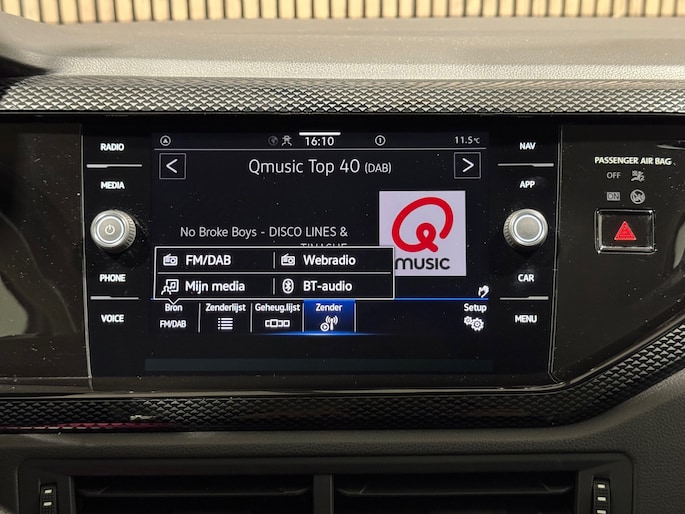 RADIO
MEDIA
PHONE
VOICE
16:10
11.5°C
Qmusic Top 40 (DAB)
No Broke Boys - DISCO LINES &
TINASHE
MUSIC
FM/DAB
Webradio
Mijn media
BT-audio
Bron
FM/DAB
Zenderlijst
Geheug.lijst
Zender
Setup
NAV
APP
CAR
MENU
PASSENGER AIR BAG
OFF
ON